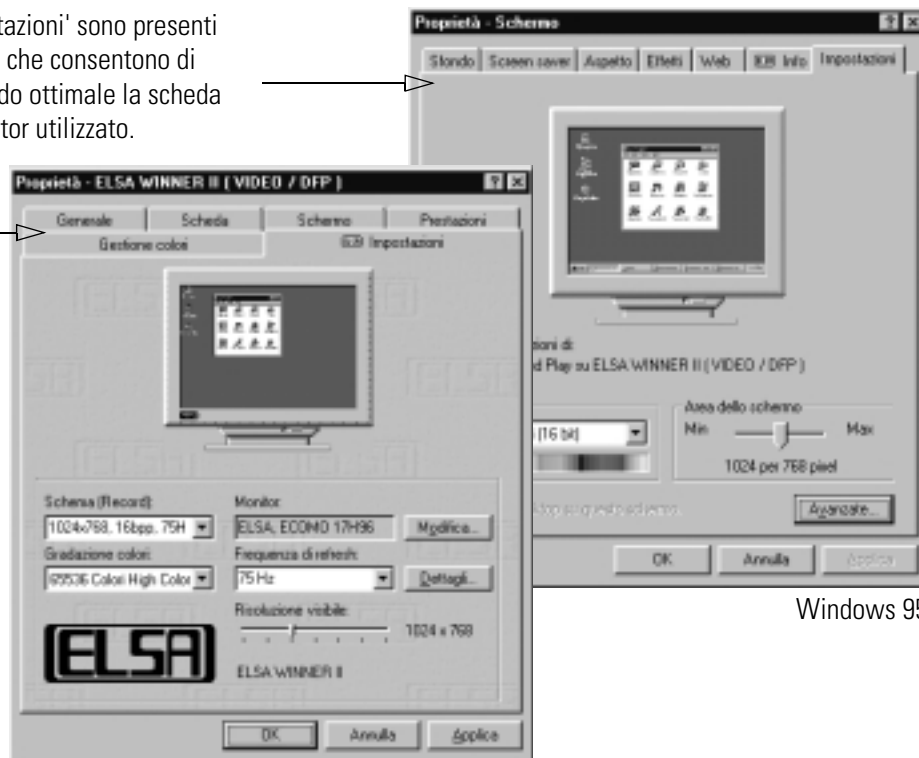 tazioni' sono presenti
che consentono di
do ottimale la scheda
tor utilizzato.
Proprietà - Schermo
Sfondo Screen saver Aspetto Effetti Web Info Impostazioni
zioni di:
d Play su ELSA WINNER II ( VIDEO / DFP )
Area dello schermo
(16 bit) Min Max
1024 per 768 pixel
Avanzate...
OK Annulla Applica
Windows 95
Proprietà - ELSA WINNER II ( VIDEO / DFP )
Generale Scheda Schermo Prestazioni
Gestione colori Impostazioni
Schema (Record): Monitor:
1024x768, 16bpp, 75H ELSA, ECOMO 17H96 Modifica...
Gradazione colori: Frequenza di refresh:
65536 Colori High Color 75 Hz Dettagli...
Risoluzione visibile:
1024 x 768
ELSA
ELSA WINNER II
OK Annulla Applica